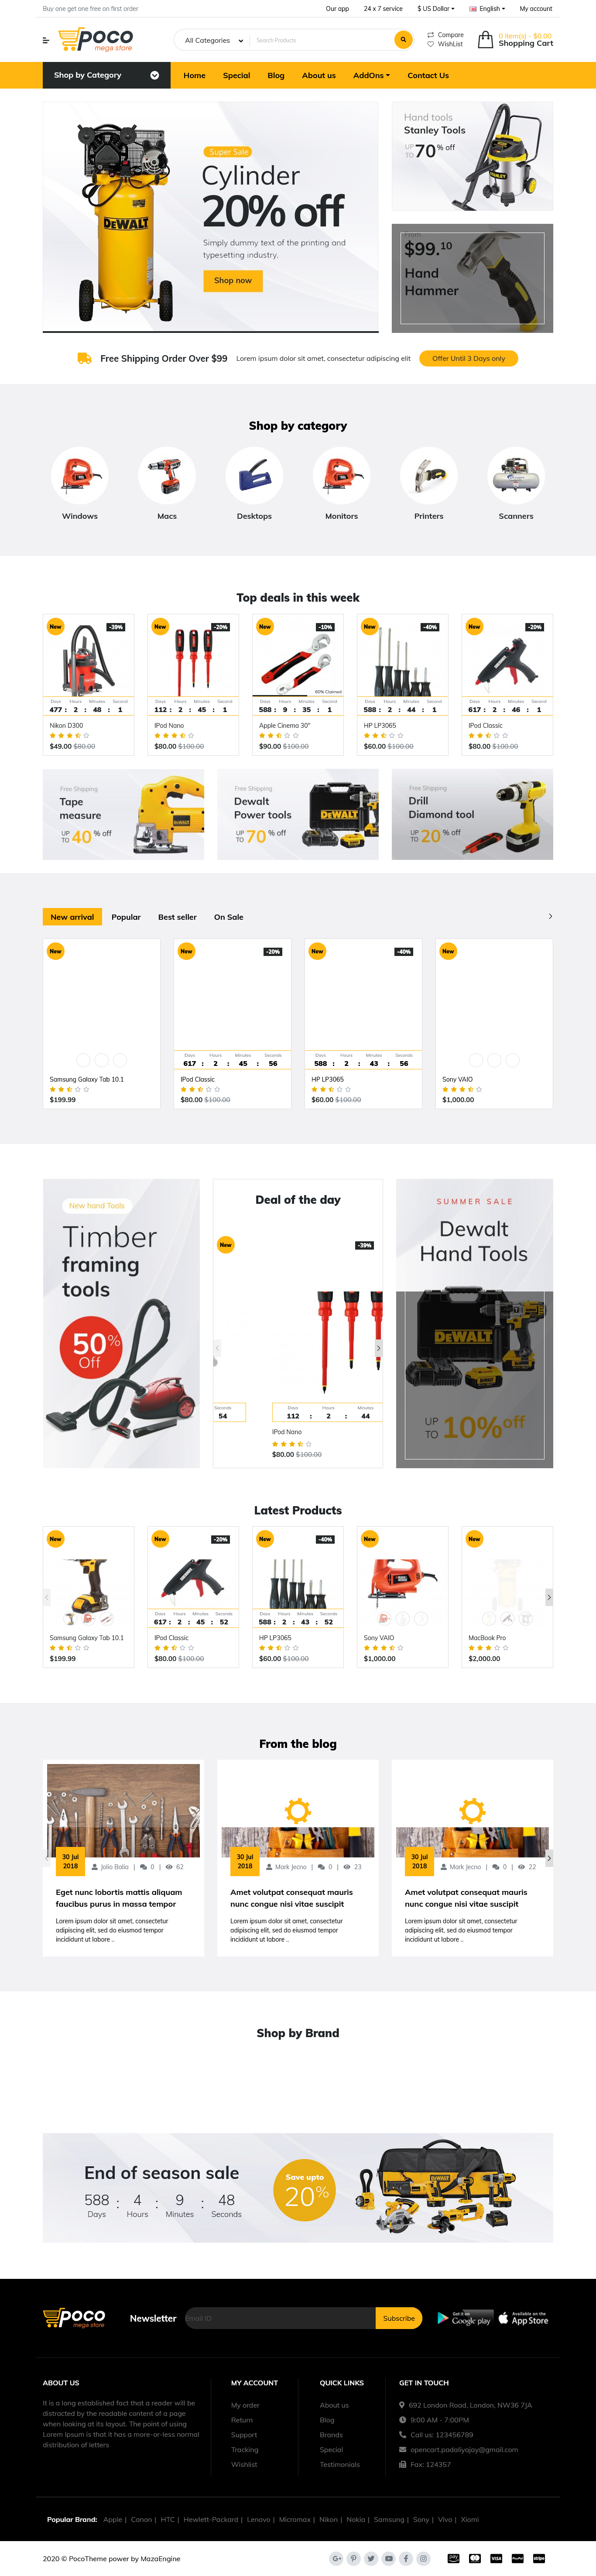 Buy one get one free on first order
Our app
24 x 7 service
$ US Dollar
English
My account
POCO
mega store
All Categories
Search Products
Compare
WishList
0 Item(s) - $0.00
Shopping Cart
Shop by Category
Home
Special
Blog
About us
AddOns
Contact Us
Super Sale
Cylinder
20% off
Simply dummy text of the printing and
typesetting industry.
Shop now
DEWALT
Hand tools
Stanley Tools
UP TO 70 % off
From
$99.10
Hand
Hammer
Free Shipping Order Over $99
Lorem ipsum dolor sit amet, consectetur adipiscing elit
Offer Until 3 Days only
Shop by category
Windows
Macs
Desktops
Monitors
Printers
Scanners
Top deals in this week
New
-39%
Days Hours Minutes Second
477 : 2 : 48 : 1
Nikon D300
$49.00 $80.00
New
-20%
Days Hours Minutes Second
112 : 2 : 45 : 1
IPod Nano
$80.00 $100.00
New
-10%
60% Claimed
Days Hours Minutes Second
588 : 9 : 35 : 1
Apple Cinema 30"
$90.00 $100.00
New
-40%
Days Hours Minutes Second
588 : 2 : 44 : 1
HP LP3065
$60.00 $100.00
New
-20%
Days Hours Minutes Second
617 : 2 : 46 : 1
IPod Classic
$80.00 $100.00
Free Shipping
Tape
measure
UP TO 40 % off
Free Shipping
Dewalt
Power tools
UP TO 70 % off
DEWALT
Free Shipping
Drill
Diamond tool
UP TO 20 % off
New arrival
Popular
Best seller
On Sale
New
Samsung Galaxy Tab 10.1
$199.99
New
-20%
Days Hours Minutes Seconds
617 : 2 : 45 : 56
IPod Classic
$80.00 $100.00
New
-40%
Days Hours Minutes Seconds
588 : 2 : 43 : 56
HP LP3065
$60.00 $100.00
New
Sony VAIO
$1,000.00
New hand Tools
Timber
framing
tools
50%
Off
Deal of the day
New
-39%
Seconds
54
Days Hours Minutes
112 : 2 : 44
IPod Nano
$80.00 $100.00
SUMMER SALE
Dewalt
Hand Tools
DEWALT
UP TO 10% off
Latest Products
New
Samsung Galaxy Tab 10.1
$199.99
New
-20%
Days Hours Minutes Seconds
617 : 2 : 45 : 52
IPod Classic
$80.00 $100.00
New
-40%
Days Hours Minutes Seconds
588 : 2 : 43 : 52
HP LP3065
$60.00 $100.00
New
Sony VAIO
$1,000.00
New
MacBook Pro
$2,000.00
From the blog
30 Jul
2018
Jolio Balia | 0 | 62
Eget nunc lobortis mattis aliquam
faucibus purus in massa tempor
Lorem ipsum dolor sit amet, consectetur
adipiscing elit, sed do eiusmod tempor
incididunt ut labore ..
30 Jul
2018
Mark Jecno | 0 | 23
Amet volutpat consequat mauris
nunc congue nisi vitae suscipit
Lorem ipsum dolor sit amet, consectetur
adipiscing elit, sed do eiusmod tempor
incididunt ut labore ..
30 Jul
2018
Mark Jecno | 0 | 22
Amet volutpat consequat mauris
nunc congue nisi vitae suscipit
Lorem ipsum dolor sit amet, consectetur
adipiscing elit, sed do eiusmod tempor
incididunt ut labore ..
Shop by Brand
End of season sale
588 : 4 : 9 : 48
Days Hours Minutes Seconds
Save upto
20%
POCO
mega store
Newsletter
Email ID
Subscribe
Get it on
Google play
Available on the
App Store
ABOUT US
It is a long established fact that a reader will be
distracted by the readable content of a page
when looking at its layout. The point of using
Lorem Ipsum is that it has a more-or-less normal
distribution of letters
MY ACCOUNT
My order
Return
Support
Tracking
Wishlist
QUICK LINKS
About us
Blog
Brands
Special
Testimonials
GET IN TOUCH
692 London Road, London, NW36 7JA
9:00 AM - 7:00PM
Call us: 123456789
opencart.padaliyajay@gmail.com
Fax: 124357
Popular Brand: Apple | Canon | HTC | Hewlett-Packard | Lenovo | Micromax | Nikon | Nokia | Samsung | Sony | Vivo | Xiomi
2020 © PocoTheme power by MazaEngine